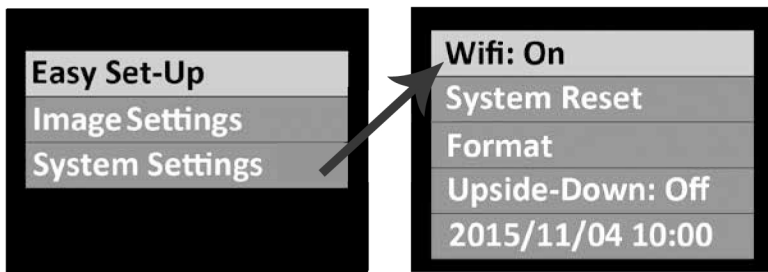 Easy Set-Up
Image Settings
System Settings
Wifi: On
System Reset
Format
Upside-Down: Off
2015/11/04 10:00